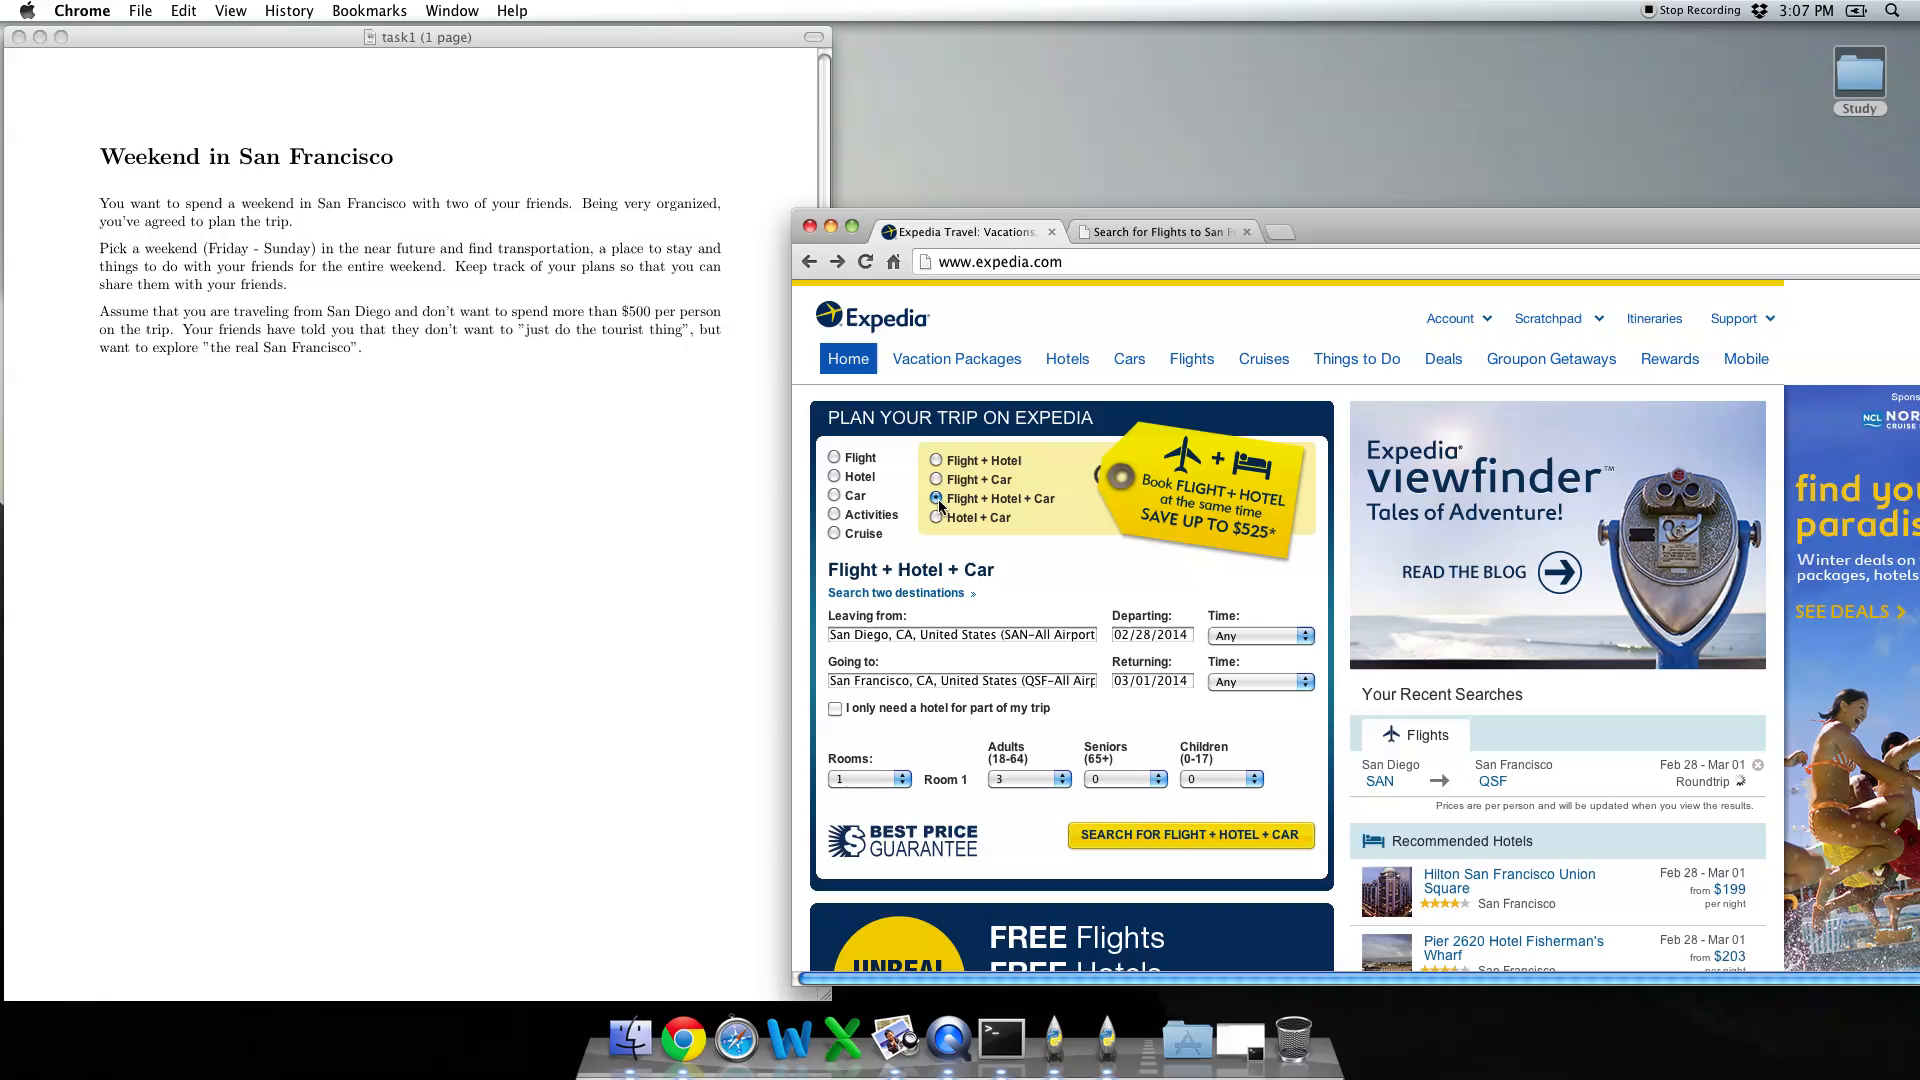 Chrome File Edit View History Bookmarks Window Help
Stop Recording 3:07 PM
task1 (1 page)
Study
Weekend in San Francisco
You want to spend a weekend in San Francisco with two of your friends. Being very organized,
you've agreed to plan the trip.
Pick a weekend (Friday - Sunday) in the near future and find transportation, a place to stay and
things to do with your friends for the entire weekend. Keep track of your plans so that you can
share them with your friends.
Assume that you are traveling from San Diego and don't want to spend more than $500 per person
on the trip. Your friends have told you that they don't want to "just do the tourist thing", but
want to explore "the real San Francisco".
Expedia Travel: Vacations,
Search for Flights to San Fr
www.expedia.com
Expedia
Account Scratchpad Itineraries Support
Home Vacation Packages Hotels Cars Flights Cruises Things to Do Deals Groupon Getaways Rewards Mobile
PLAN YOUR TRIP ON EXPEDIA
Flight
Hotel
Car
Activities
Cruise
Flight + Hotel
Flight + Car
Flight + Hotel + Car
Hotel + Car
+
Book FLIGHT + HOTEL
at the same time
SAVE UP TO $525*
Flight + Hotel + Car
Search two destinations »
Leaving from: Departing: Time:
San Diego, CA, United States (SAN-All Airport 02/28/2014 Any
Going to: Returning: Time:
San Francisco, CA, United States (QSF-All Airp 03/01/2014 Any
I only need a hotel for part of my trip
Adults Seniors Children
Rooms: (18-64) (65+) (0-17)
1 Room 1 3 0 0
BEST PRICE
GUARANTEE
SEARCH FOR FLIGHT + HOTEL + CAR
UNREAL
FREE Flights
FREE Hotels
Expedia®
viewfinder™
Tales of Adventure!
READ THE BLOG
Your Recent Searches
Flights
San Diego San Francisco Feb 28 - Mar 01
SAN QSF Roundtrip
Prices are per person and will be updated when you view the results.
Recommended Hotels
Hilton San Francisco Union Feb 28 - Mar 01
Square from $199
San Francisco per night
Pier 2620 Hotel Fisherman's Feb 28 - Mar 01
Wharf from $203
San Francisco per night
Spons
NCL NOR
CRUISE
find you
paradis
Winter deals on
packages, hotels
SEE DEALS